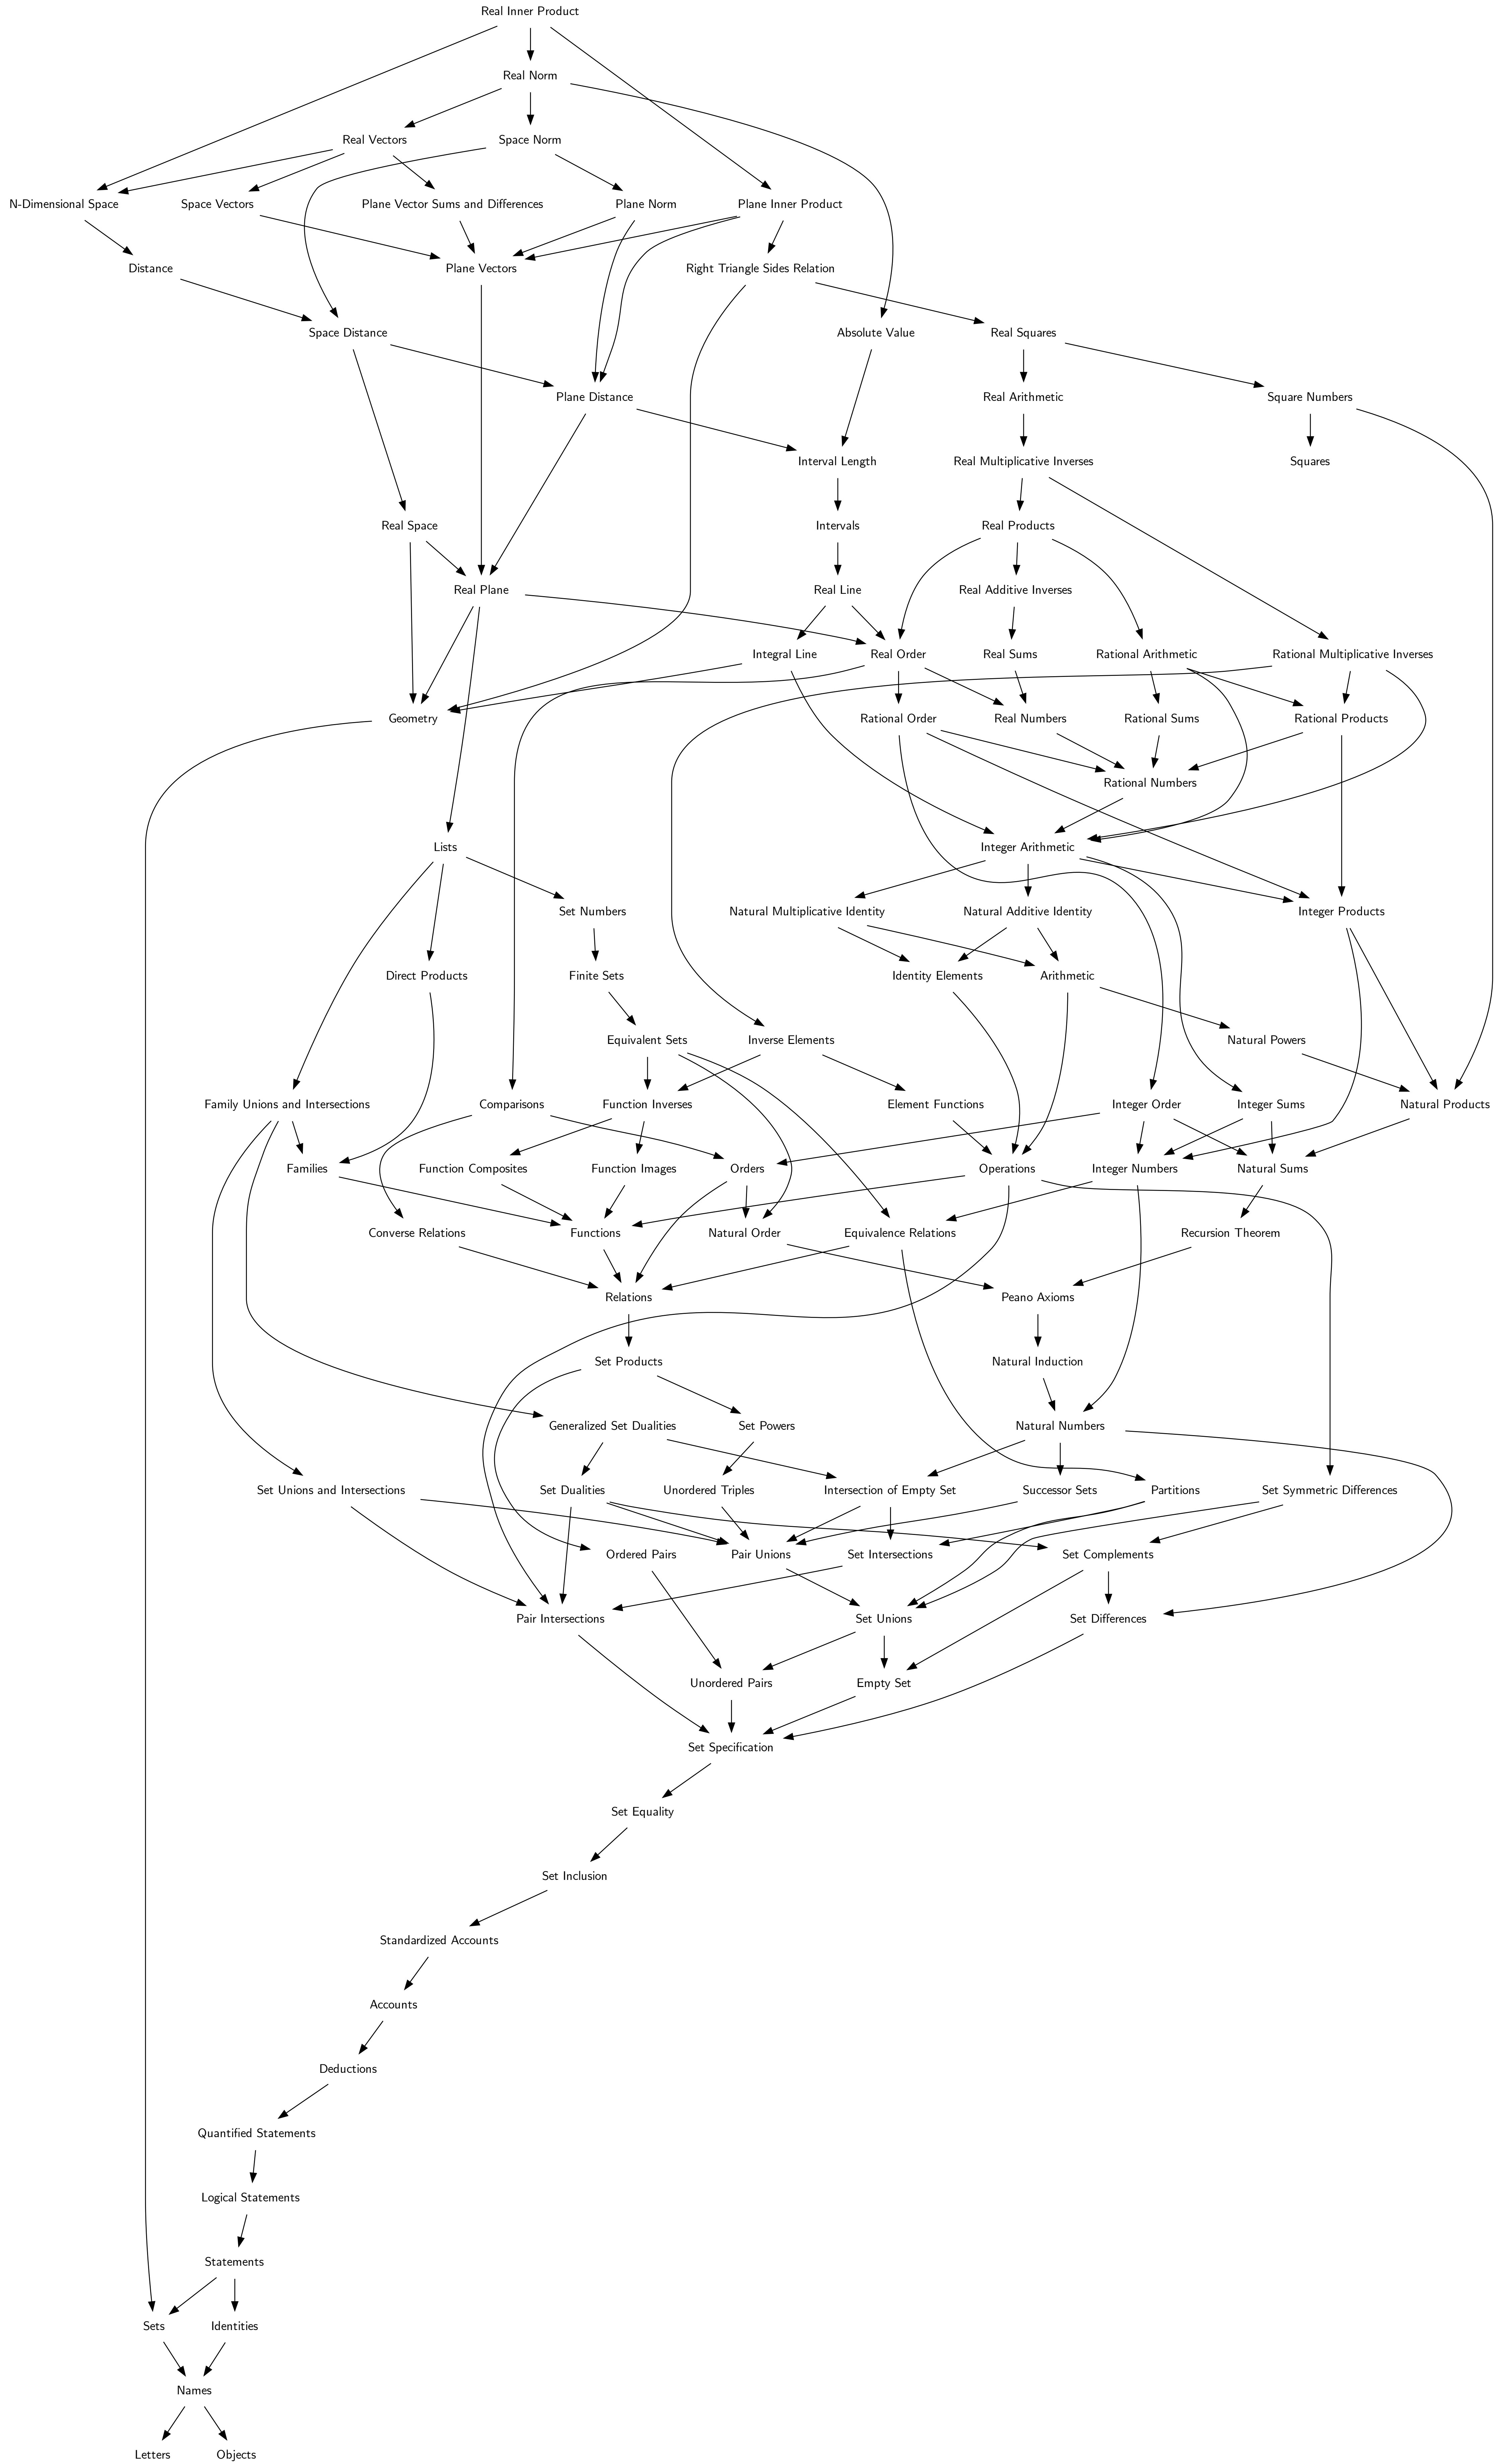 Real Inner Product
Real Norm
Real Vectors
Space Norm
N-Dimensional Space
Space Vectors
Plane Vector Sums and Differences
Plane Norm
Plane Inner Product
Distance
Plane Vectors
Right Triangle Sides Relation
Space Distance
Absolute Value
Real Squares
Plane Distance
Real Arithmetic
Square Numbers
Interval Length
Real Multiplicative Inverses
Squares
Real Space
Intervals
Real Products
Real Plane
Real Line
Real Additive Inverses
Integral Line
Real Order
Real Sums
Rational Arithmetic
Rational Multiplicative Inverses
Geometry
Rational Order
Real Numbers
Rational Sums
Rational Products
Rational Numbers
Lists
Integer Arithmetic
Set Numbers
Natural Multiplicative Identity
Natural Additive Identity
Integer Products
Direct Products
Finite Sets
Identity Elements
Arithmetic
Equivalent Sets
Inverse Elements
Natural Powers
Family Unions and Intersections
Comparisons
Function Inverses
Element Functions
Integer Order
Integer Sums
Natural Products
Families
Function Composites
Function Images
Orders
Operations
Integer Numbers
Natural Sums
Converse Relations
Functions
Natural Order
Equivalence Relations
Recursion Theorem
Relations
Peano Axioms
Set Products
Natural Induction
Generalized Set Dualities
Set Powers
Natural Numbers
Set Unions and Intersections
Set Dualities
Unordered Triples
Intersection of Empty Set
Successor Sets
Partitions
Set Symmetric Differences
Ordered Pairs
Pair Unions
Set Intersections
Set Complements
Pair Intersections
Set Unions
Set Differences
Unordered Pairs
Empty Set
Set Specification
Set Equality
Set Inclusion
Standardized Accounts
Accounts
Deductions
Quantified Statements
Logical Statements
Statements
Sets
Identities
Names
Letters
Objects